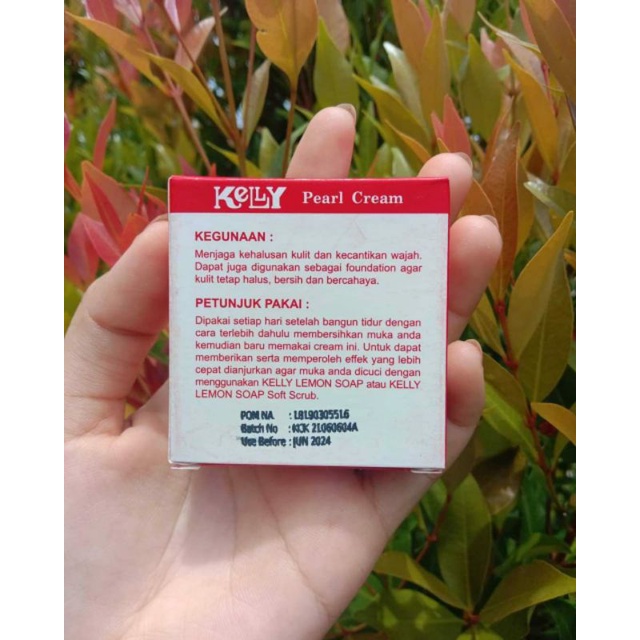 KELLY Pearl Cream
KEGUNAAN :
Menjaga kehalusan kulit dan kecantikan wajah.
Dapat juga digunakan sebagai foundation agar
kulit tetap halus, bersih dan bercahaya.
PETUNJUK PAKAI :
Dipakai setiap hari setelah bangun tidur dengan
cara terlebih dahulu membersihkan muka anda
kemudian baru memakai cream ini. Untuk dapat
memberikan serta memperoleh effek yang lebih
cepat dianjurkan agar muka anda dicuci dengan
menggunakan KELLY LEMON SOAP atau KELLY
LEMON SOAP Soft Scrub.
POM NA : 18190305516
Batch No : KJK 21060604A
Use Before : JUN 2024